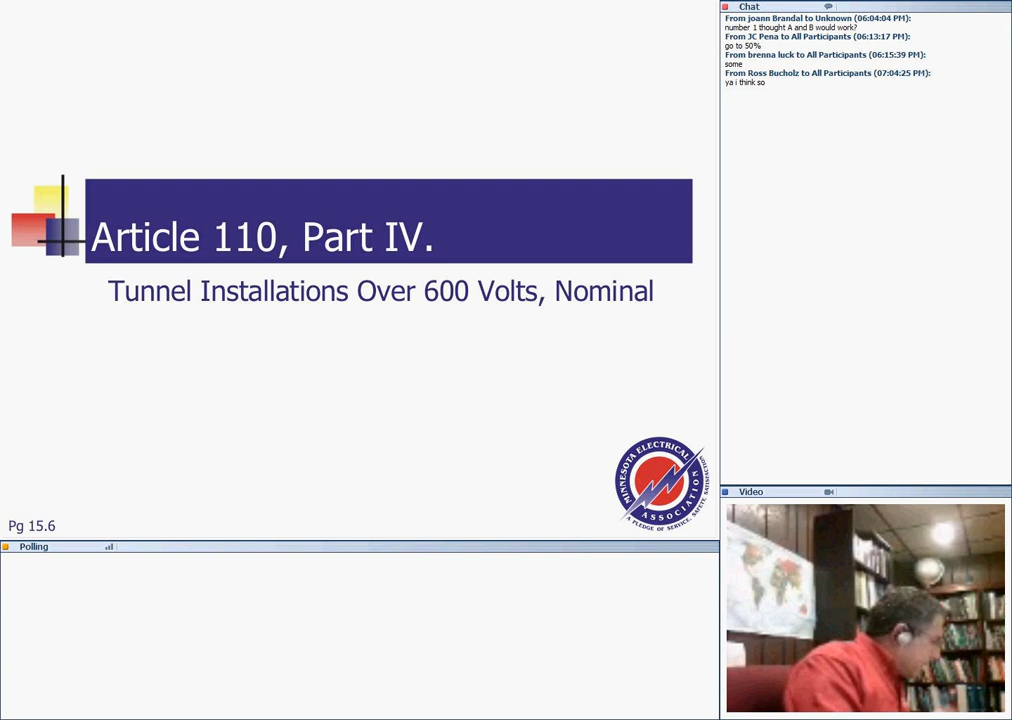 Article 110, Part IV.
Tunnel Installations Over 600 Volts, Nominal
MINNESOTA ELECTRICAL
ASSOCIATION
A PLEDGE OF SERVICE, SAFETY, SATISFACTION
Pg 15.6
Polling
Chat
From joann Brandal to Unknown (06:04:04 PM):
number 1 thought A and B would work?
From JC Pena to All Participants (06:13:17 PM):
go to 50%
From brenna luck to All Participants (06:15:39 PM):
some
From Ross Bucholz to All Participants (07:04:25 PM):
ya i think so
Video